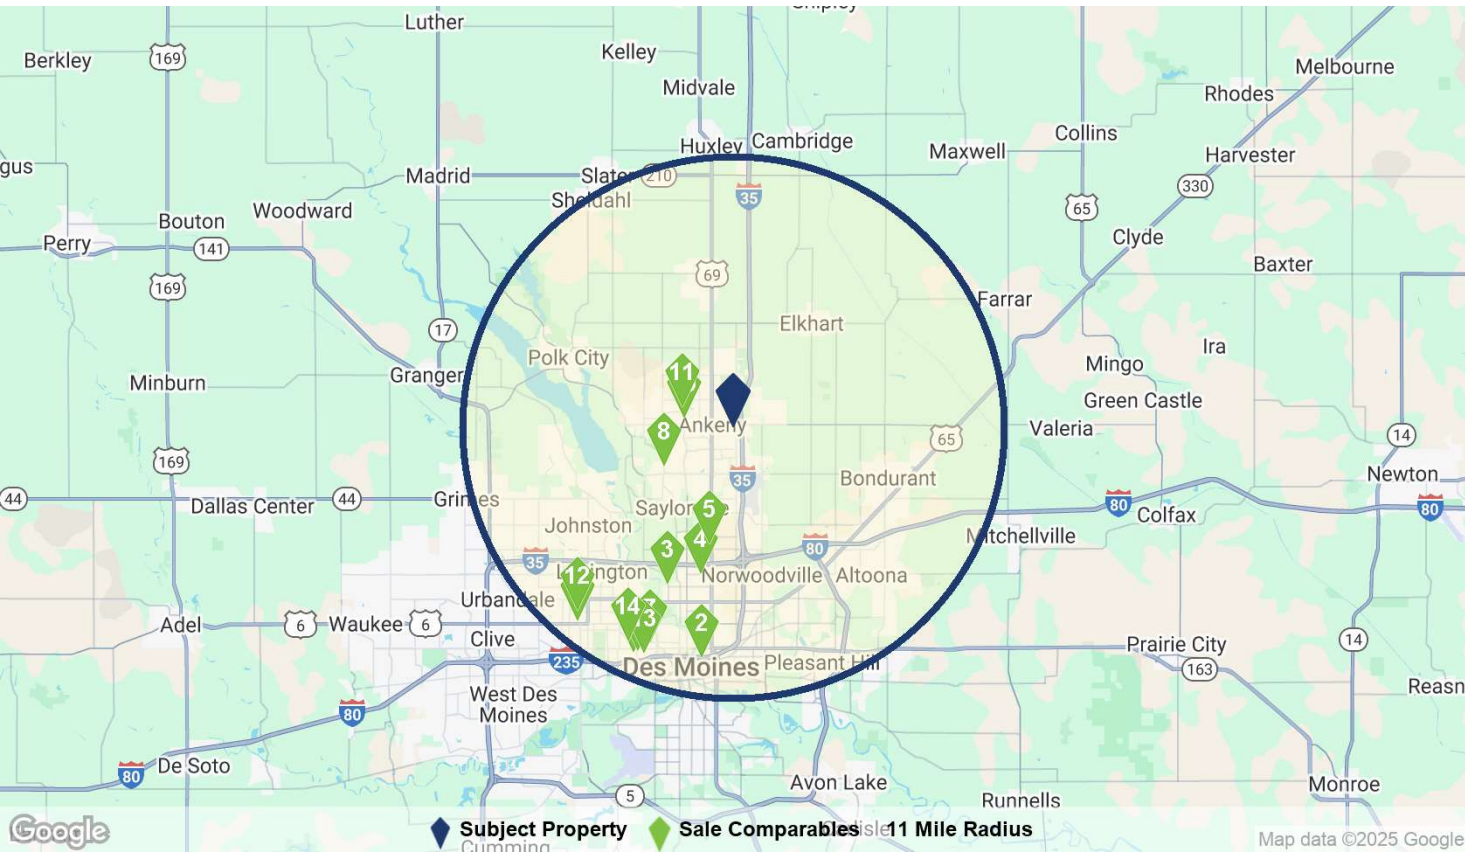 Luther
Kelley
Berkley
169
Midvale
Melbourne
Rhodes
Huxley
Cambridge
Collins
Maxwell
Harvester
gus
Madrid
Slater
210
330
Sheldahl
35
65
Woodward
Bouton
Perry
141
Clyde
Baxter
69
169
Farrar
17
Elkhart
Polk City
Ira
Mingo
11
Granger
Minburn
Green Castle
Ankeny
8
Valeria
65
14
169
35
Bondurant
Newton
44
Dallas Center
44
Grimes
80
80
Saylor
5
Colfax
Johnston
Mitchellville
4
3
80
35
12
Norwoodville
Altoona
Urbandale
14
3
2
Adel
6
Waukee
6
Clive
14
Prairie City
235
Des Moines
Pleasant Hill
163
West Des
Moines
Reasn
80
De Soto
80
Avon Lake
Monroe
5
Runnells
Google
Subject Property
Sale Comparables
11 Mile Radius
Cumming
Map data ©2025 Google